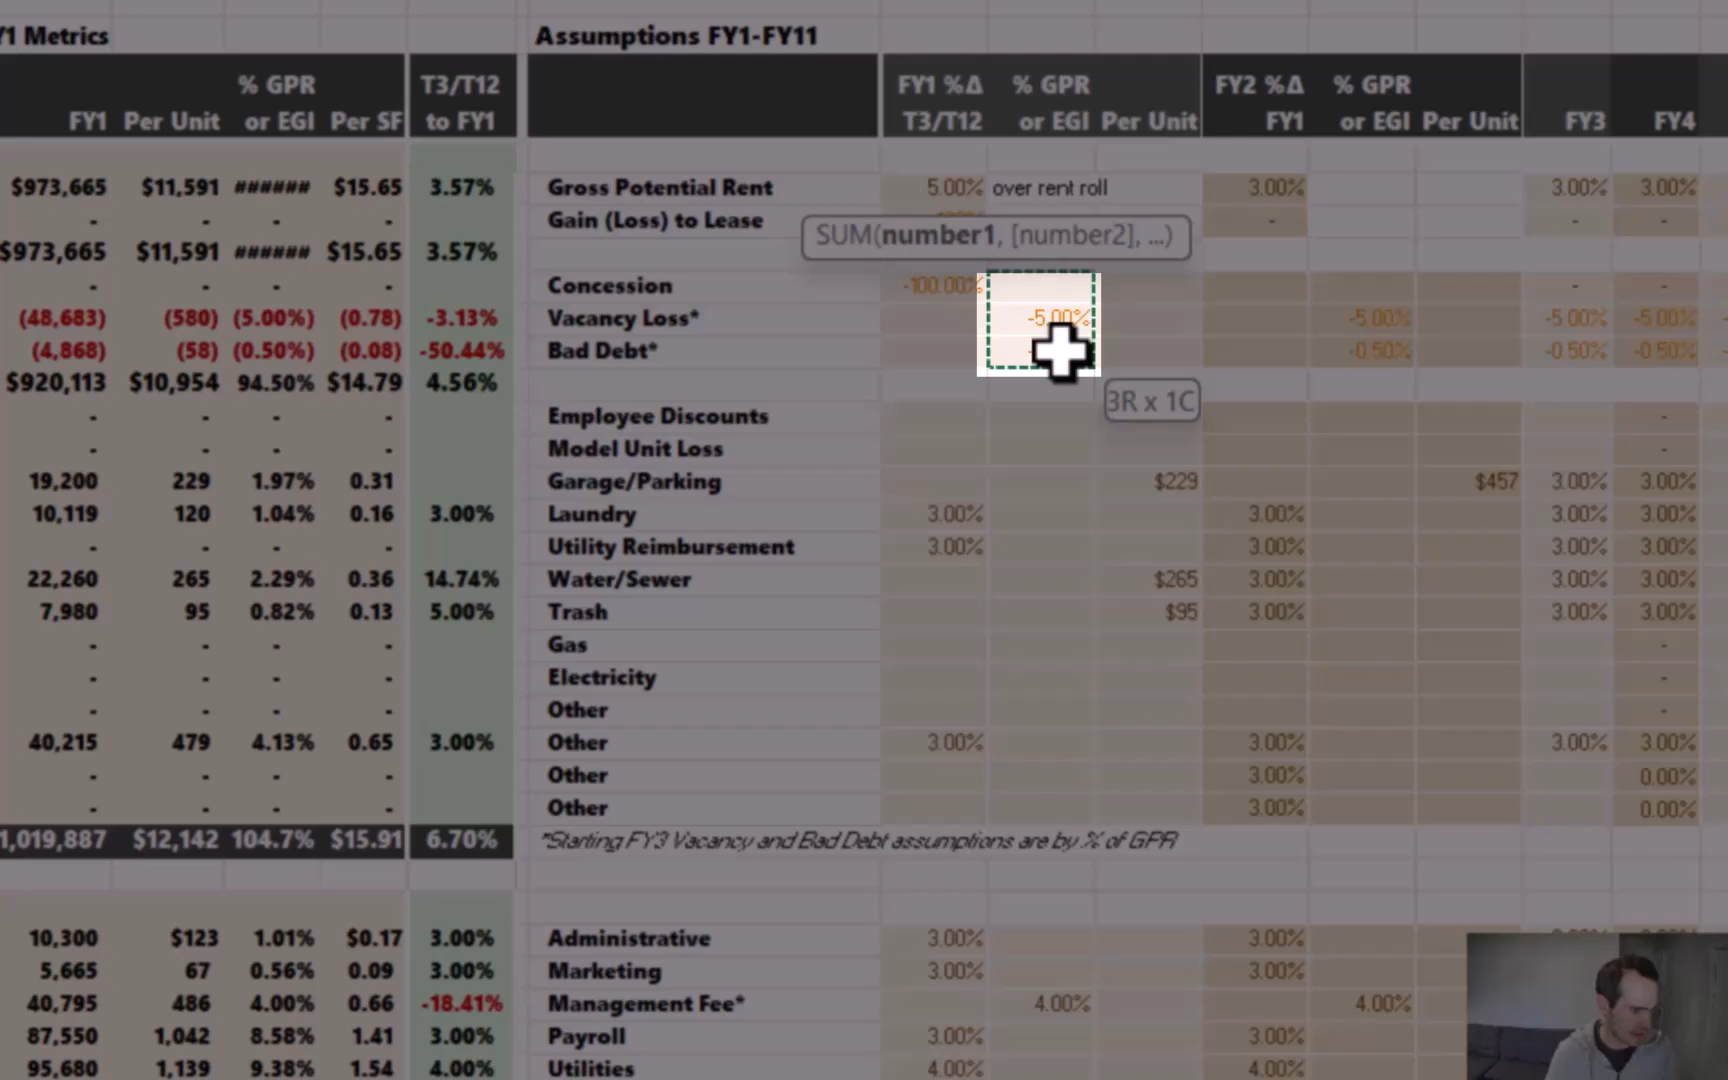 Y1 Metrics Assumptions FY1-FY11
% GPR T3/T12 FY1 %Δ % GPR FY2 %Δ % GPR
FY1 Per Unit or EGI Per SF to FY1 T3/T12 or EGI Per Unit FY1 or EGI Per Unit FY3 FY4
$973,665 $11,591 ###### $15.65 3.57% Gross Potential Rent 5.00% over rent roll 3.00% 3.00% 3.00%
- - - - Gain (Loss) to Lease - - -
SUM(number1, [number2], ...)
$973,665 $11,591 ###### $15.65 3.57%
- - - - Concession -100.00% - -
(48,683) (580) (5.00%) (0.78) -3.13% Vacancy Loss* -5.00% -5.00% -5.00% -5.00%
(4,868) (58) (0.50%) (0.08) -50.44% Bad Debt* -0.50% -0.50% -0.50%
$920,113 $10,954 94.50% $14.79 4.56%
3R x 1C
- - - - Employee Discounts -
- - - - Model Unit Loss -
19,200 229 1.97% 0.31 Garage/Parking $229 $457 3.00% 3.00%
10,119 120 1.04% 0.16 3.00% Laundry 3.00% 3.00% 3.00% 3.00%
- - - - Utility Reimbursement 3.00% 3.00% 3.00% 3.00%
22,260 265 2.29% 0.36 14.74% Water/Sewer $265 3.00% 3.00% 3.00%
7,980 95 0.82% 0.13 5.00% Trash $95 3.00% 3.00% 3.00%
- - - - Gas -
- - - - Electricity -
- - - - Other -
40,215 479 4.13% 0.65 3.00% Other 3.00% 3.00% 3.00% 3.00%
- - - - Other 3.00% 0.00%
- - - - Other 3.00% 0.00%
1,019,887 $12,142 104.7% $15.91 6.70% *Starting FY3 Vacancy and Bad Debt assumptions are by % of GPR
10,300 $123 1.01% $0.17 3.00% Administrative 3.00% 3.00%
5,665 67 0.56% 0.09 3.00% Marketing 3.00% 3.00%
40,795 486 4.00% 0.66 -18.41% Management Fee* 4.00% 4.00%
87,550 1,042 8.58% 1.41 3.00% Payroll 3.00% 3.00%
95,680 1,139 9.38% 1.54 4.00% Utilities 4.00% 4.00%